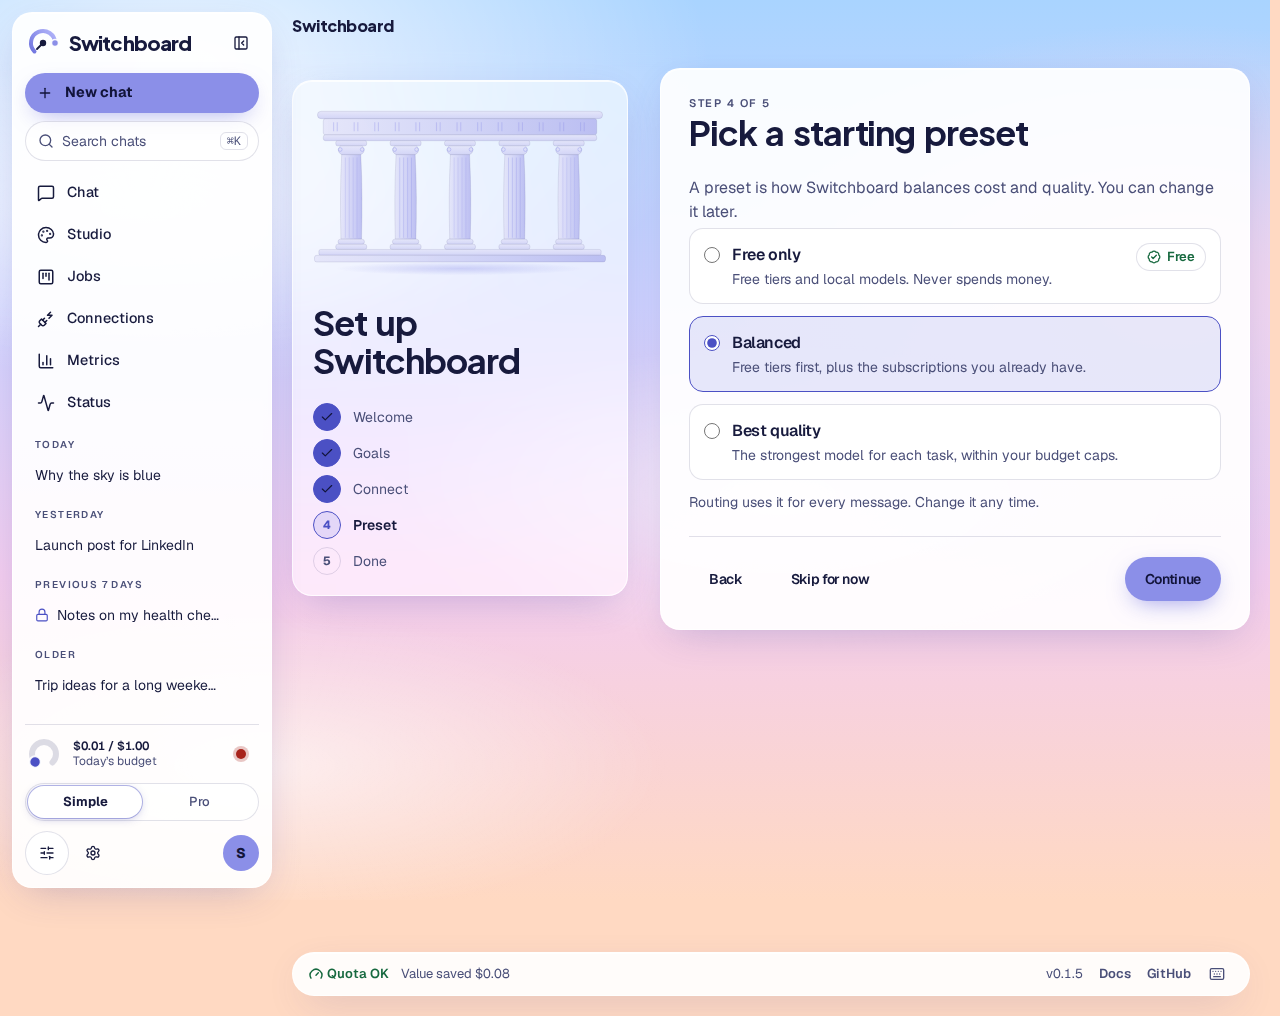 Switchboard
New chat
Search chats ⌘K
Chat
Studio
Jobs
Connections
Metrics
Status
TODAY
Why the sky is blue
YESTERDAY
Launch post for LinkedIn
PREVIOUS 7 DAYS
Notes on my health che...
OLDER
Trip ideas for a long weeke...
$0.01 / $1.00
Today's budget
Simple Pro
S
Switchboard
Set up
Switchboard
Welcome
Goals
Connect
4 Preset
5 Done
STEP 4 OF 5
Pick a starting preset
A preset is how Switchboard balances cost and quality. You can change
it later.
Free only Free
Free tiers and local models. Never spends money.
Balanced
Free tiers first, plus the subscriptions you already have.
Best quality
The strongest model for each task, within your budget caps.
Routing uses it for every message. Change it any time.
Back Skip for now Continue
Quota OK Value saved $0.08 v0.1.5 Docs GitHub